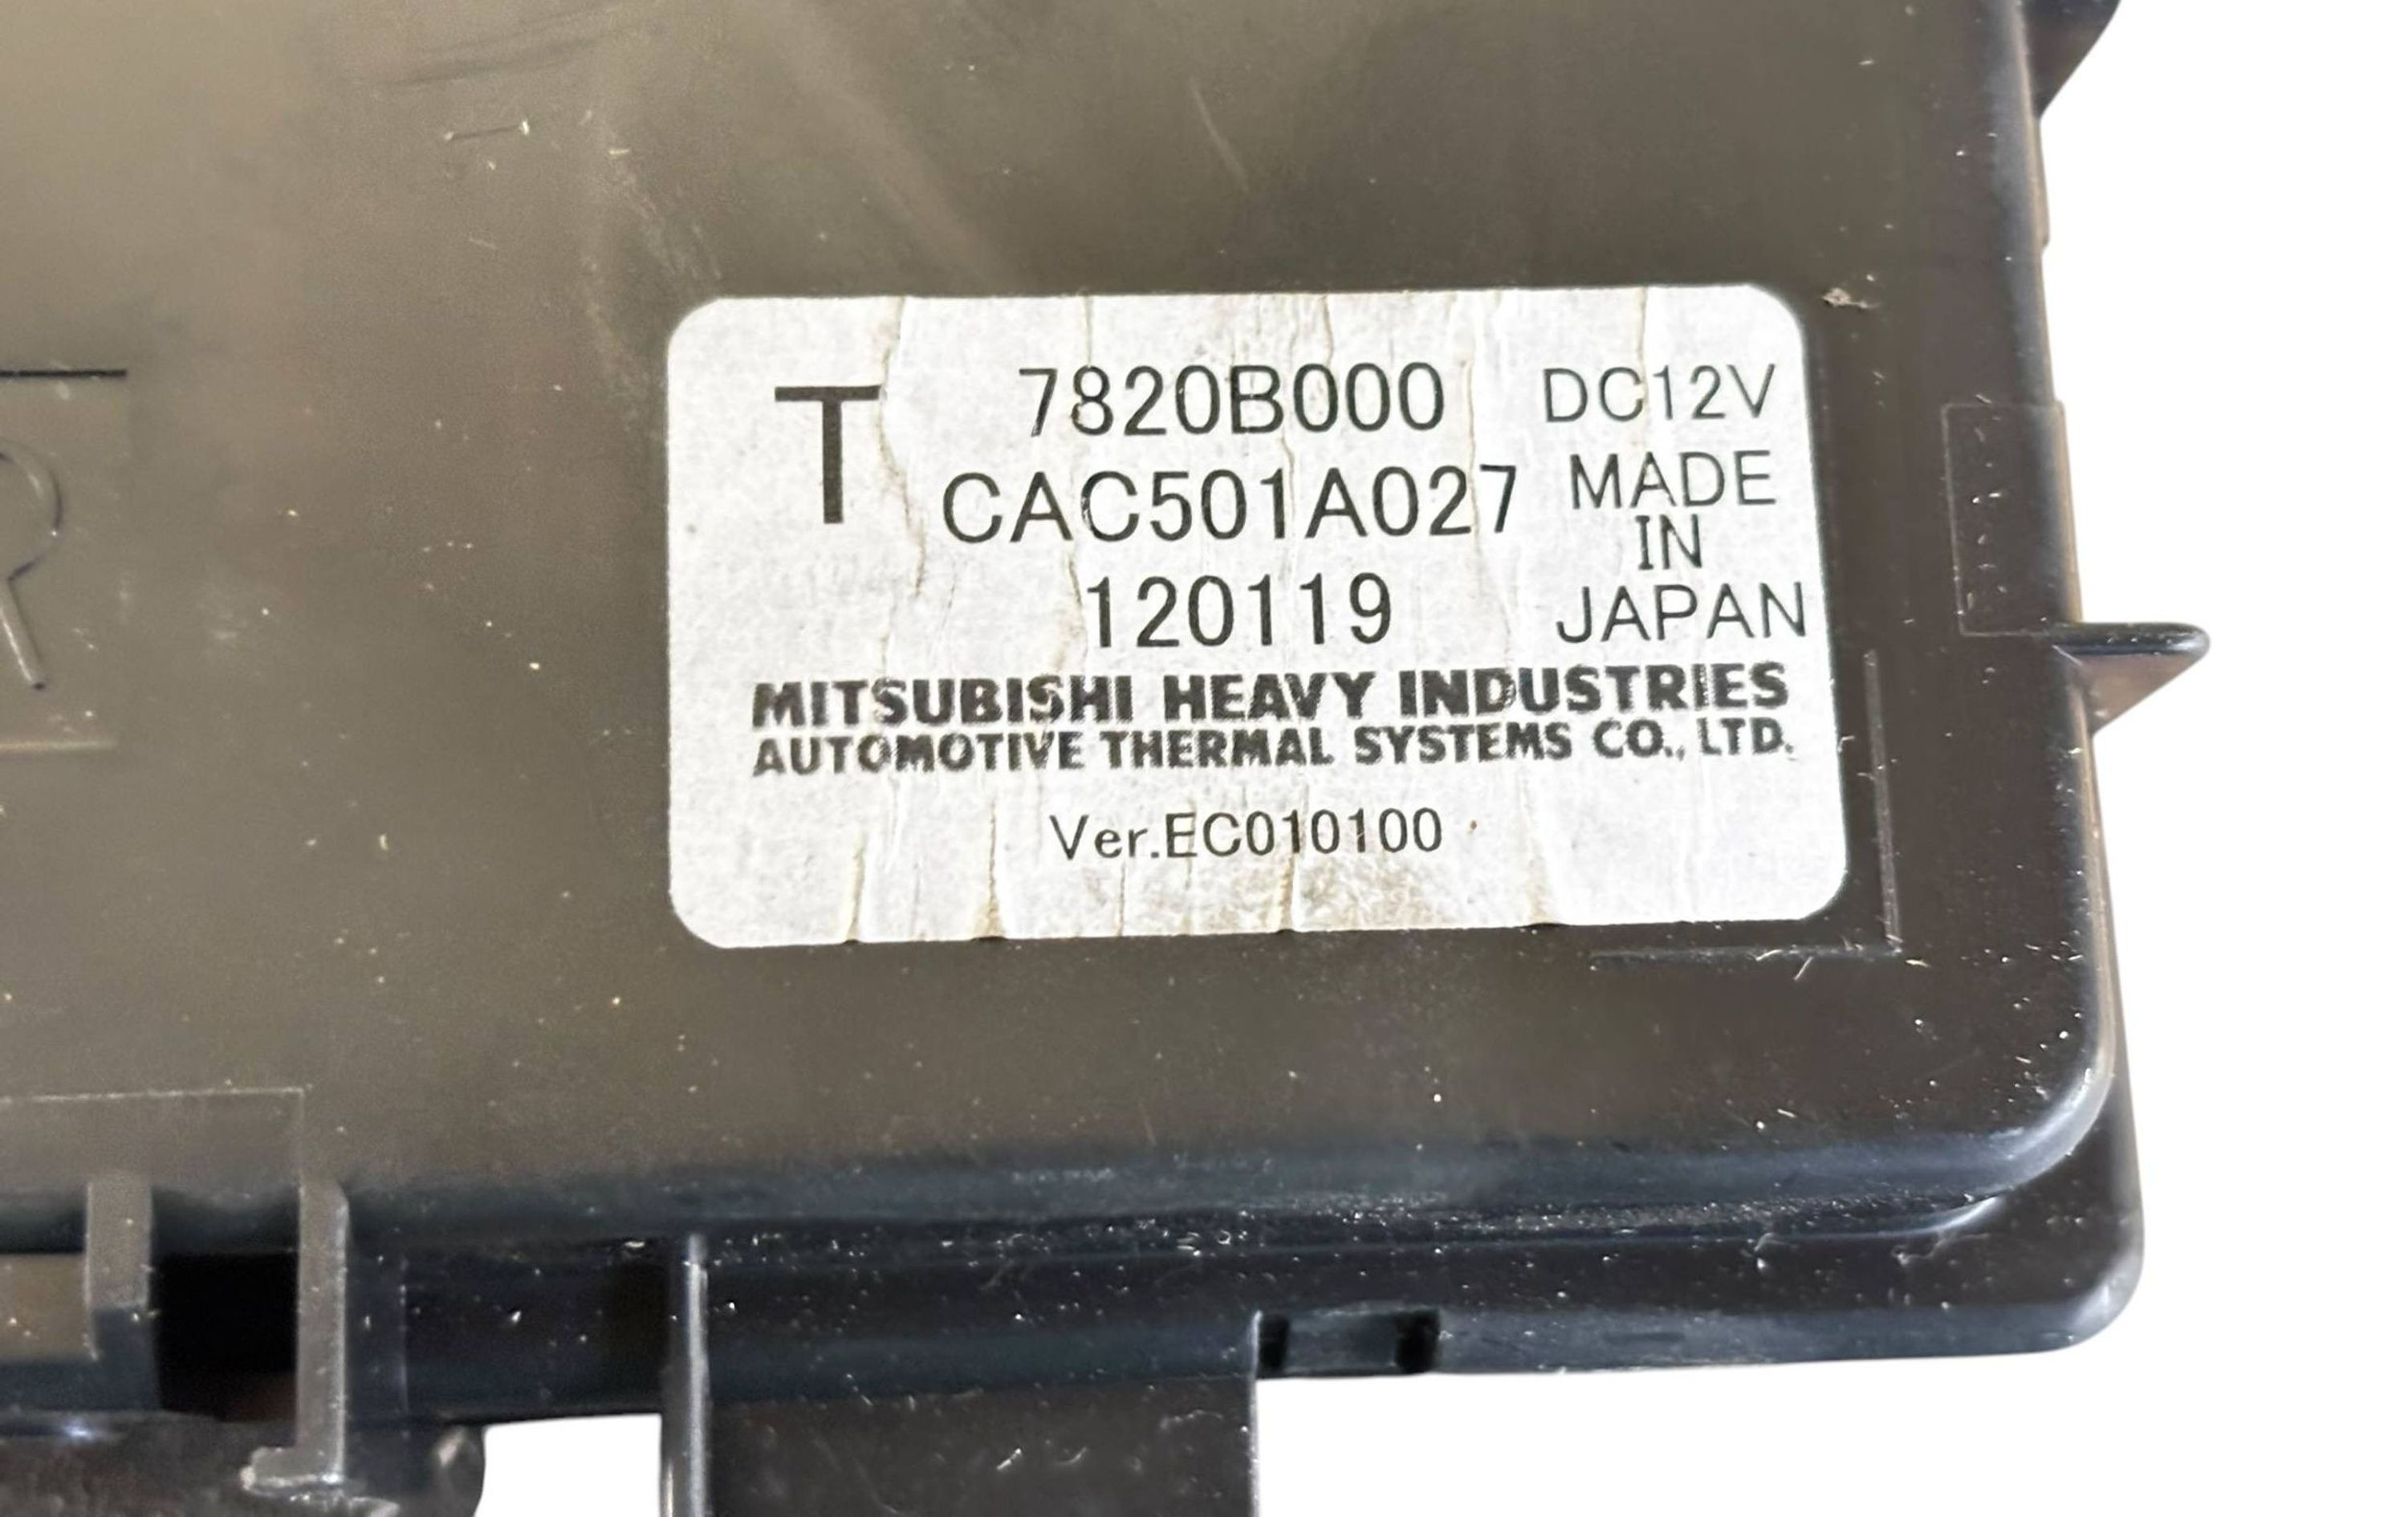 T 7820B000 DC12V
CAC501A027 MADE
IN
120119 JAPAN
MITSUBISHI HEAVY INDUSTRIES
AUTOMOTIVE THERMAL SYSTEMS CO., LTD.
Ver.EC010100
R